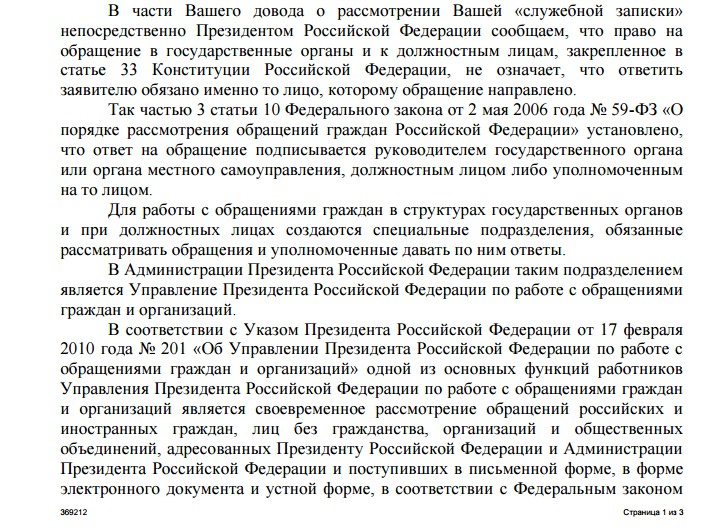 В части Вашего довода о рассмотрении Вашей «служебной записки»
непосредственно Президентом Российской Федерации сообщаем, что право на
обращение в государственные органы и к должностным лицам, закрепленное в
статье 33 Конституции Российской Федерации, не означает, что ответить
заявителю обязано именно то лицо, которому обращение направлено.
Так частью 3 статьи 10 Федерального закона от 2 мая 2006 года № 59-ФЗ «О
порядке рассмотрения обращений граждан Российской Федерации» установлено,
что ответ на обращение подписывается руководителем государственного органа
или органа местного самоуправления, должностным лицом либо уполномоченным
на то лицом.
Для работы с обращениями граждан в структурах государственных органов
и при должностных лицах создаются специальные подразделения, обязанные
рассматривать обращения и уполномоченные давать по ним ответы.
В Администрации Президента Российской Федерации таким подразделением
является Управление Президента Российской Федерации по работе с обращениями
граждан и организаций.
В соответствии с Указом Президента Российской Федерации от 17 февраля
2010 года № 201 «Об Управлении Президента Российской Федерации по работе с
обращениями граждан и организаций» одной из основных функций работников
Управления Президента Российской Федерации по работе с обращениями граждан
и организаций является своевременное рассмотрение обращений российских и
иностранных граждан, лиц без гражданства, организаций и общественных
объединений, адресованных Президенту Российской Федерации и Администрации
Президента Российской Федерации и поступивших в письменной форме, в форме
электронного документа и устной форме, в соответствии с Федеральным законом
369212 Страница 1 из 3